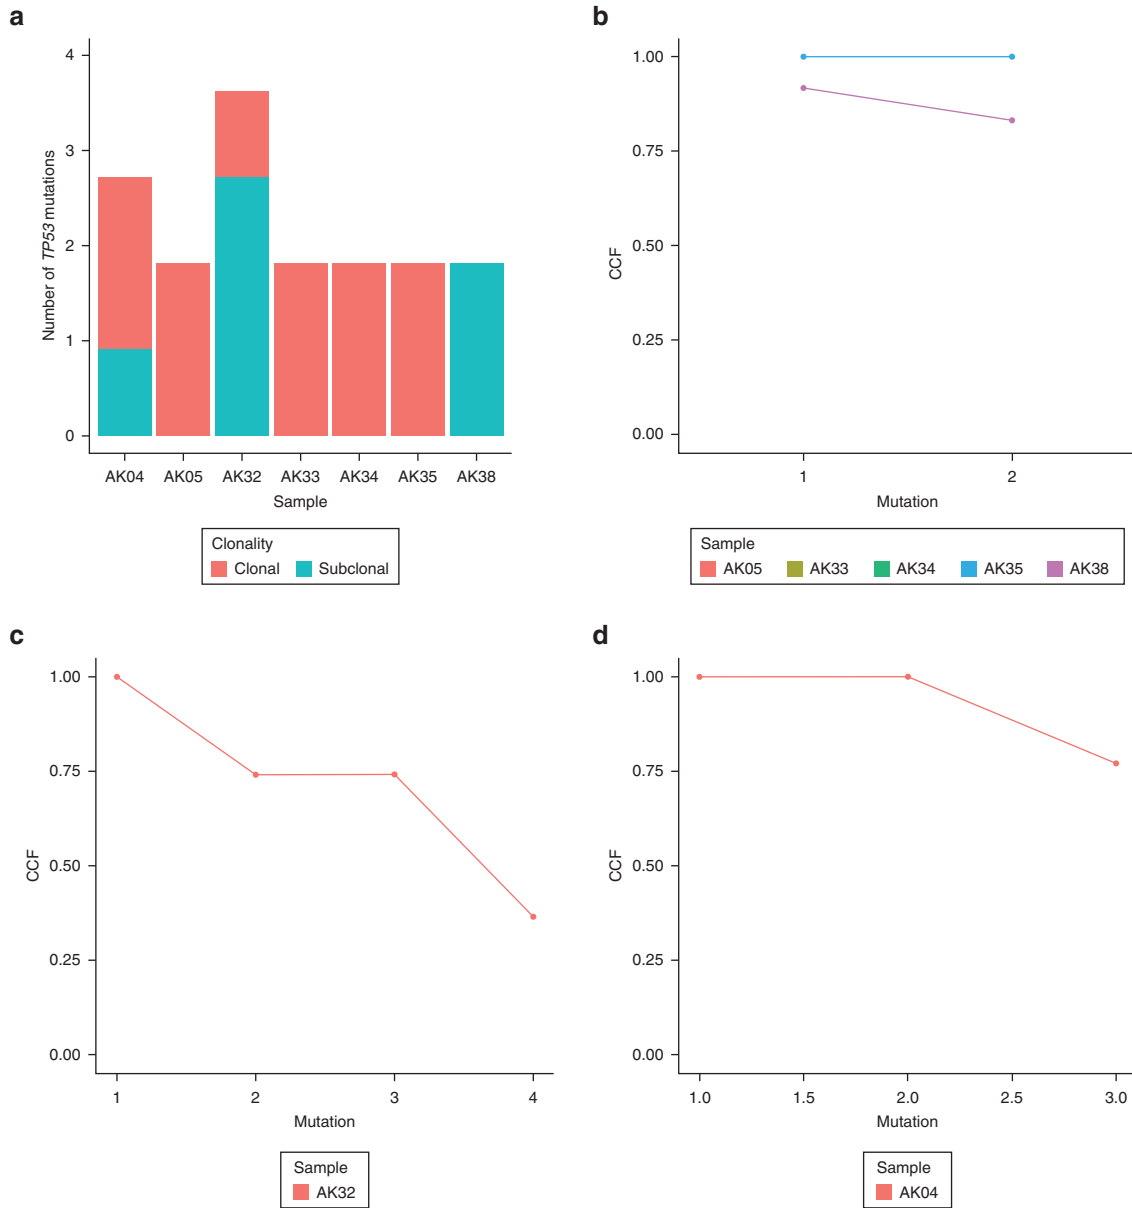 a
Number of TP53 mutations
4
3
2
1
0
AK04 AK05 AK32 AK33 AK34 AK35 AK38
Sample
Clonality
Clonal Subclonal
b
CCF
1.00
0.75
0.50
0.25
0.00
1 2
Mutation
Sample
AK05 AK33 AK34 AK35 AK38
c
CCF
1.00
0.75
0.50
0.25
0.00
1 2 3 4
Mutation
Sample
AK32
d
CCF
1.00
0.75
0.50
0.25
0.00
1.0 1.5 2.0 2.5 3.0
Mutation
Sample
AK04